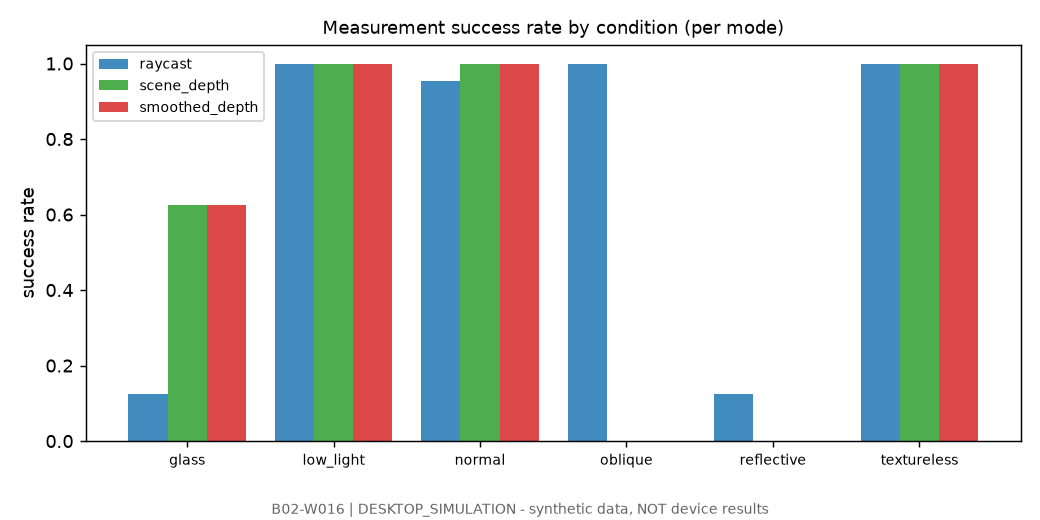 Measurement success rate by condition (per mode)
raycast
scene_depth
smoothed_depth
success rate
1.0
0.8
0.6
0.4
0.2
0.0
glass low_light normal oblique reflective textureless
B02-W016 | DESKTOP_SIMULATION - synthetic data, NOT device results